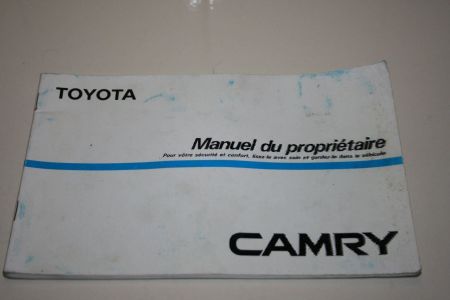 TOYOTA
Manuel du propriétaire
Pour vôtre sécurité et confort, lisez-le avec soin et gardez-le dans le véhicule
CAMRY